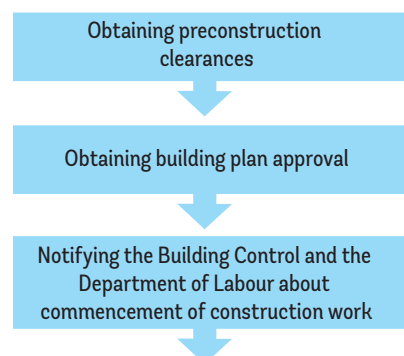 Obtaining preconstruction
clearances
Obtaining building plan approval
Notifying the Building Control and the
Department of Labour about
commencement of construction work